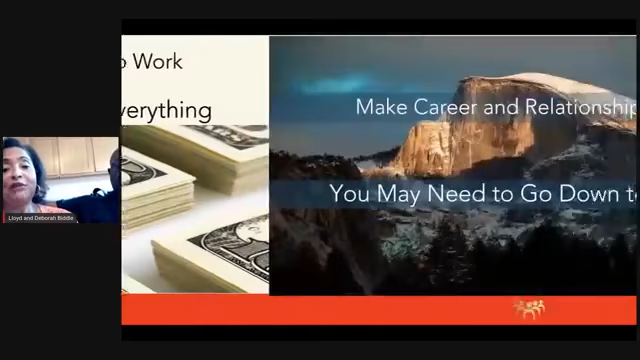 o Work
verything
Make Career and Relationship
You May Need to Go Down t
Lloyd and Deborah Biddle